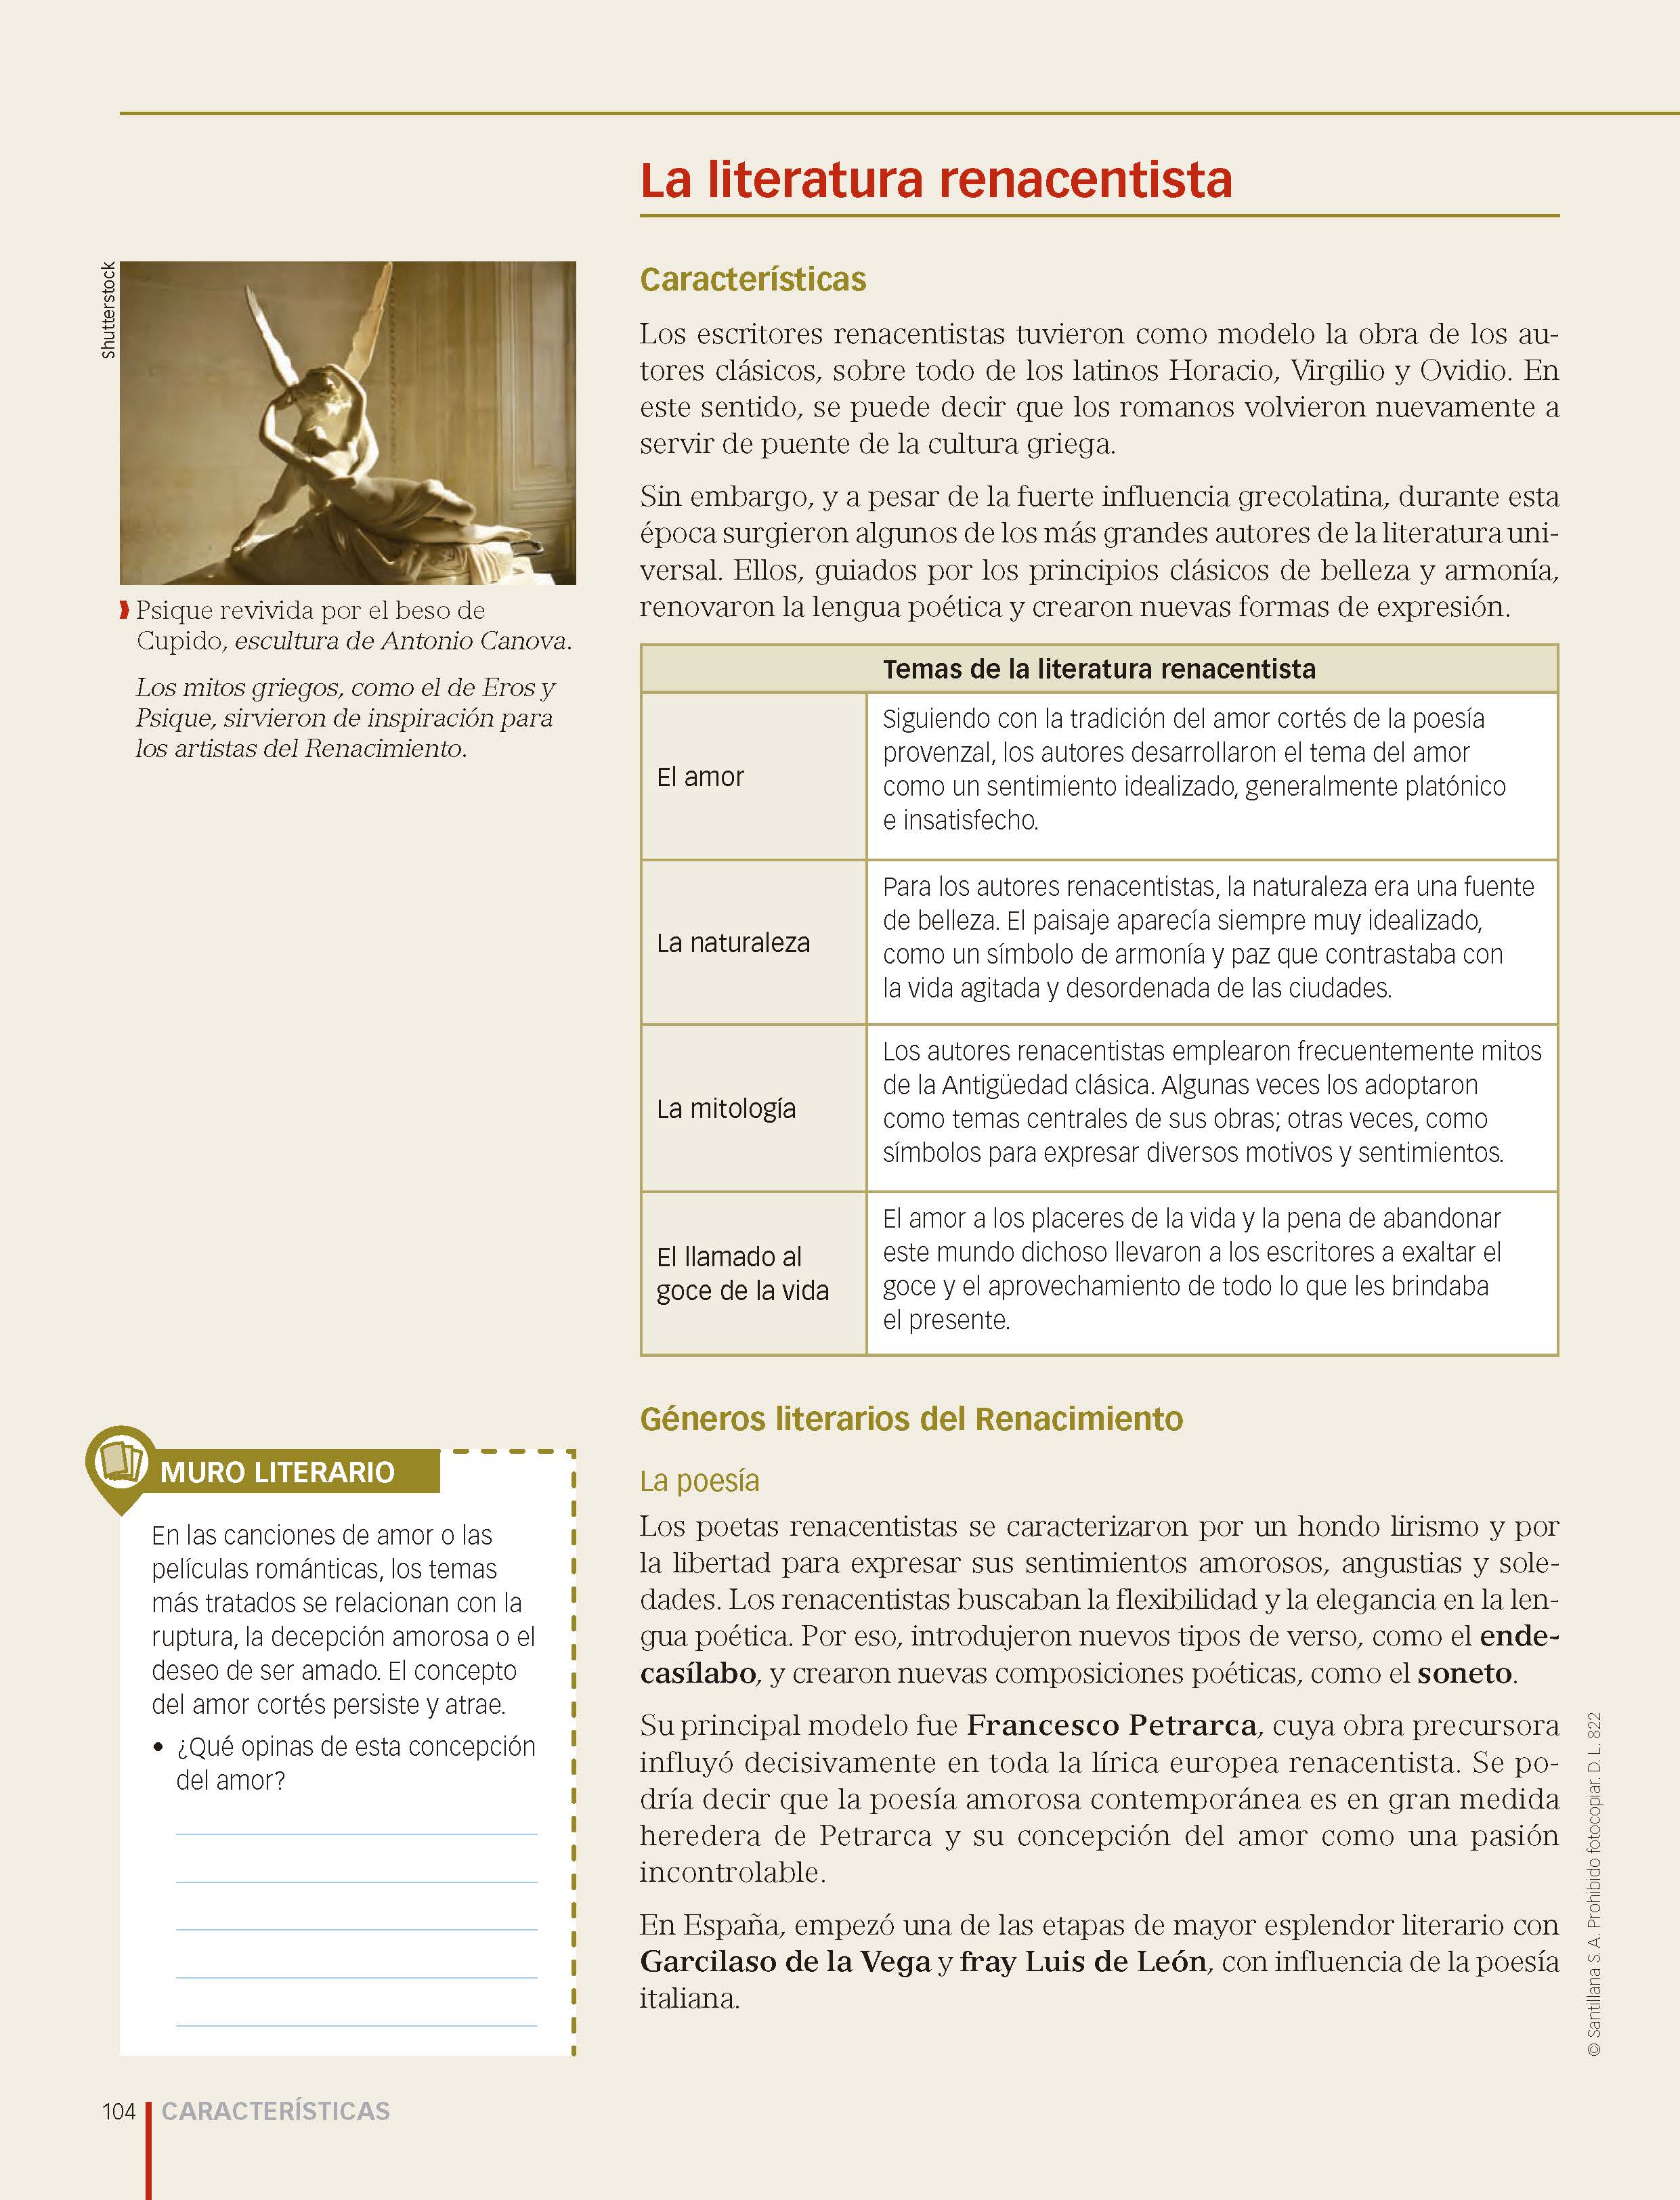 La literatura renacentista
Shutterstock
Psique revivida por el beso de
Cupido, escultura de Antonio Canova.
Los mitos griegos, como el de Eros y
Psique, sirvieron de inspiración para
los artistas del Renacimiento.
Características
Los escritores renacentistas tuvieron como modelo la obra de los au-
tores clásicos, sobre todo de los latinos Horacio, Virgilio y Ovidio. En
este sentido, se puede decir que los romanos volvieron nuevamente a
servir de puente de la cultura griega.
Sin embargo, y a pesar de la fuerte influencia grecolatina, durante esta
época surgieron algunos de los más grandes autores de la literatura uni-
versal. Ellos, guiados por los principios clásicos de belleza y armonía,
renovaron la lengua poética y crearon nuevas formas de expresión.
Temas de la literatura renacentista
El amor
Siguiendo con la tradición del amor cortés de la poesía
provenzal, los autores desarrollaron el tema del amor
como un sentimiento idealizado, generalmente platónico
e insatisfecho.
La naturaleza
Para los autores renacentistas, la naturaleza era una fuente
de belleza. El paisaje aparecía siempre muy idealizado,
como un símbolo de armonía y paz que contrastaba con
la vida agitada y desordenada de las ciudades.
La mitología
Los autores renacentistas emplearon frecuentemente mitos
de la Antigüedad clásica. Algunas veces los adoptaron
como temas centrales de sus obras; otras veces, como
símbolos para expresar diversos motivos y sentimientos.
El llamado al
goce de la vida
El amor a los placeres de la vida y la pena de abandonar
este mundo dichoso llevaron a los escritores a exaltar el
goce y el aprovechamiento de todo lo que les brindaba
el presente.
Géneros literarios del Renacimiento
La poesía
Los poetas renacentistas se caracterizaron por un hondo lirismo y por
la libertad para expresar sus sentimientos amorosos, angustias y sole-
dades. Los renacentistas buscaban la flexibilidad y la elegancia en la len-
gua poética. Por eso, introdujeron nuevos tipos de verso, como el ende-
casílabo, y crearon nuevas composiciones poéticas, como el soneto.
Su principal modelo fue Francesco Petrarca, cuya obra precursora
influyó decisivamente en toda la lírica europea renacentista. Se po-
dría decir que la poesía amorosa contemporánea es en gran medida
heredera de Petrarca y su concepción del amor como una pasión
incontrolable.
En España, empezó una de las etapas de mayor esplendor literario con
Garcilaso de la Vega y fray Luis de León, con influencia de la poesía
italiana.
MURO LITERARIO
En las canciones de amor o las
películas románticas, los temas
más tratados se relacionan con la
ruptura, la decepción amorosa o el
deseo de ser amado. El concepto
del amor cortés persiste y atrae.
• ¿Qué opinas de esta concepción
del amor?
© Santillana S. A. Prohibido fotocopiar. D. L. 822
104 CARACTERÍSTICAS